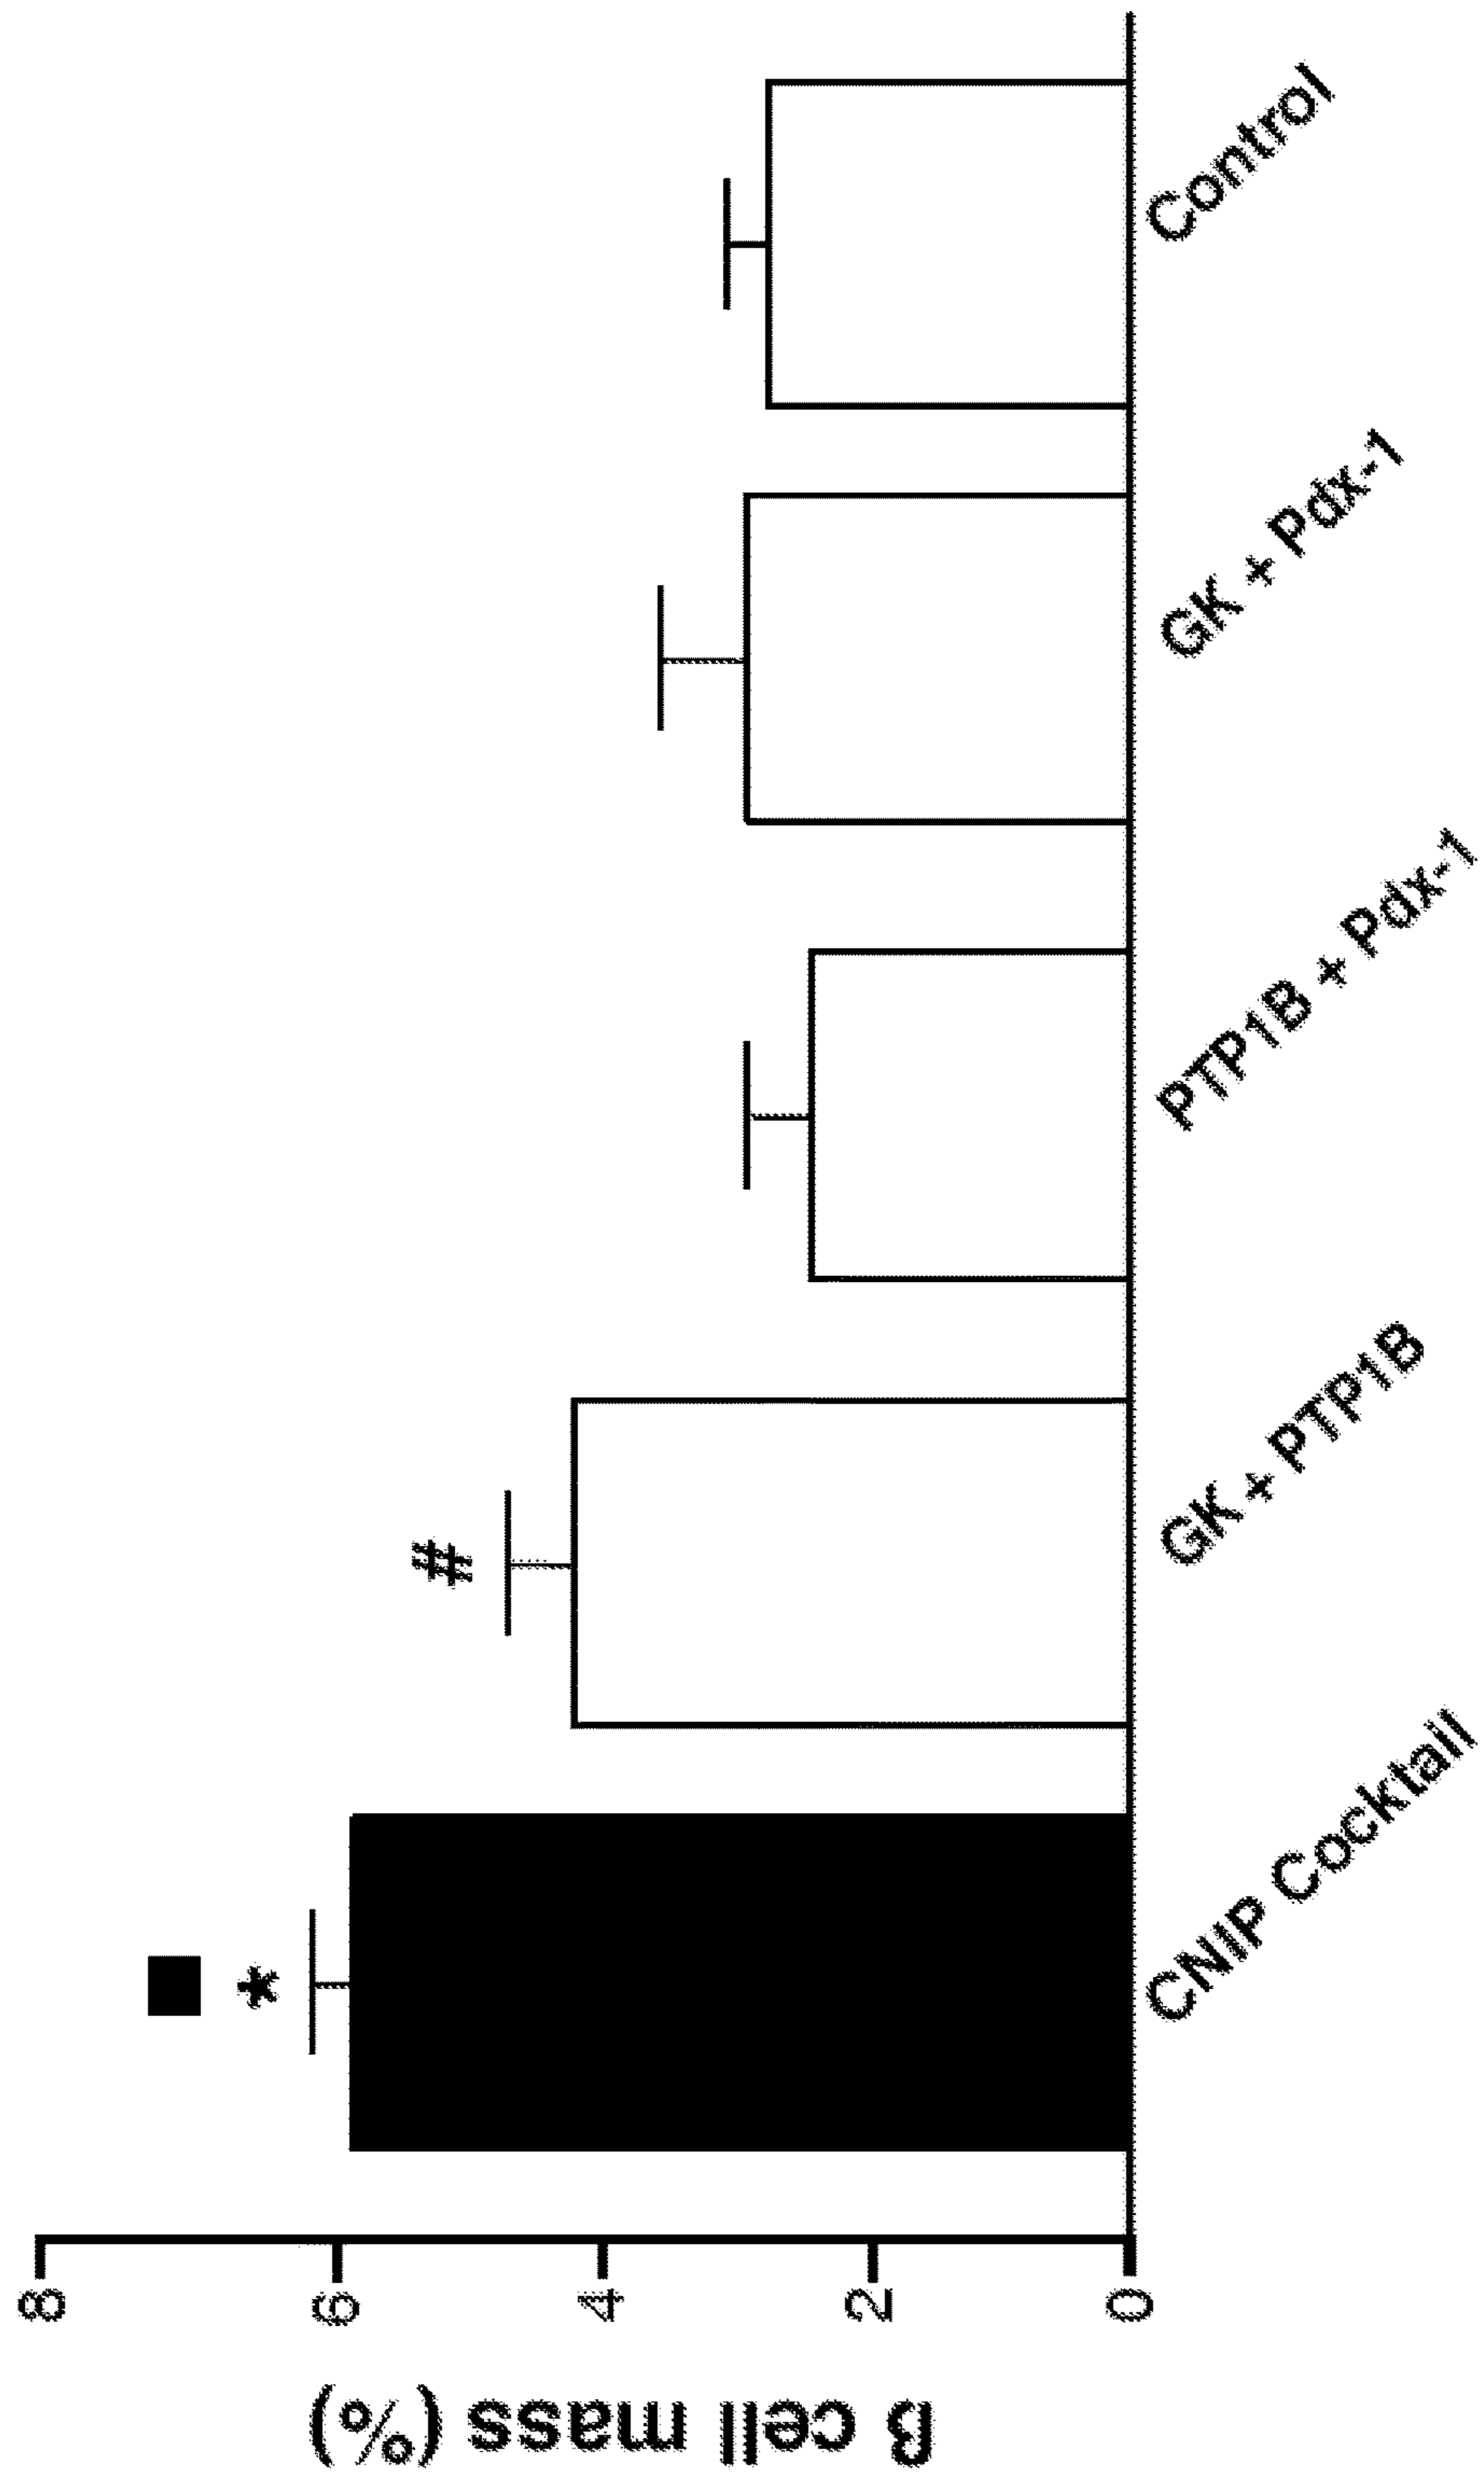 ß cell mass (%)
8
6
4
2
0
■
*
#
CNIP Cocktail
GK + PTP1B
PTP1B + Pdx-1
GK + Pdx-1
Control